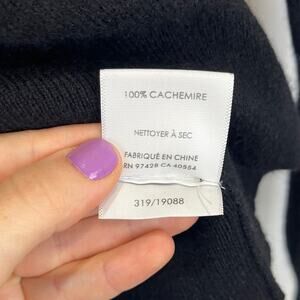 100% CACHEMIRE
NETTOYER À SEC
FABRIQUÉ EN CHINE
RN 97428 CA 40554
319/19088